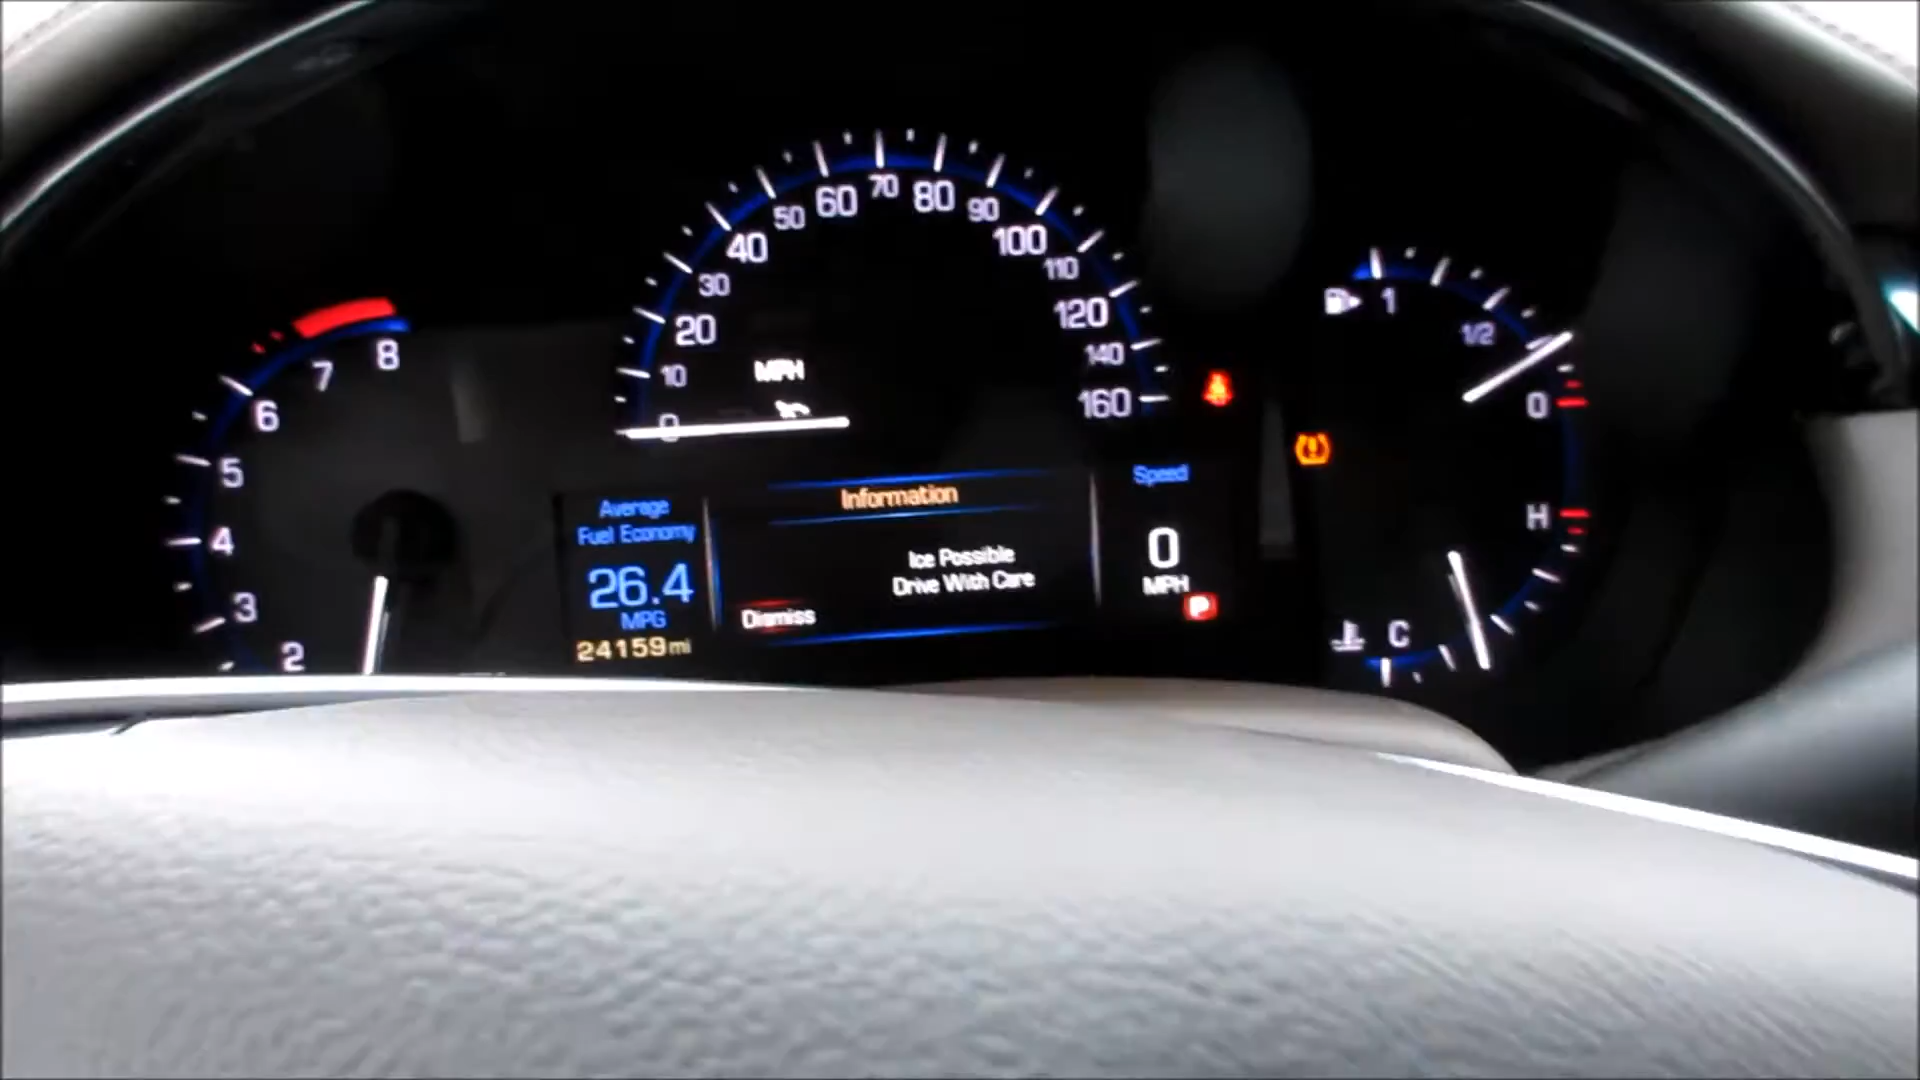 8
7
6
5
4
3
2
0
10
20
30
40
50
60
70
80
90
100
110
120
140
160
MPH
Average
Fuel Economy
26.4
MPG
24159mi
Information
Ice Possible
Drive With Care
Dismiss
Speed
0
MPH
P
1
1/2
0
H
C